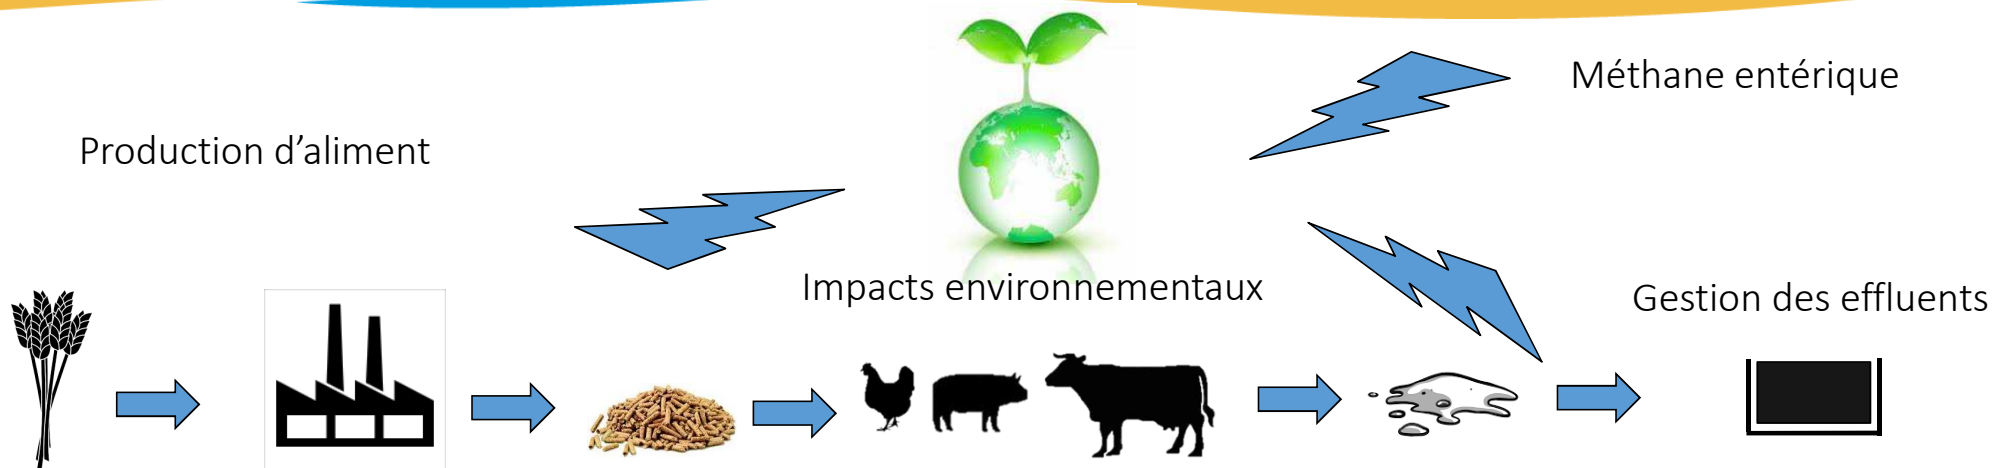 Méthane entérique
Production d’aliment
Impacts environnementaux
Gestion des effluents